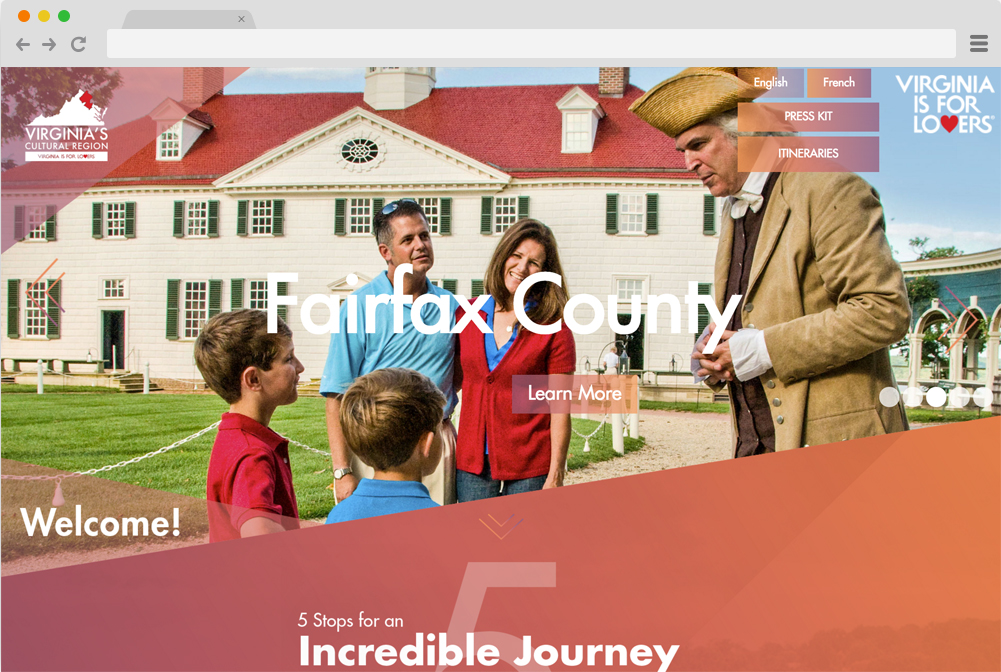 VIRGINIA'S
CULTURAL REGION
VIRGINIA IS FOR LOVERS
English
French
PRESS KIT
ITINERARIES
VIRGINIA
IS FOR
LOVERS
Fairfax County
Learn More
Welcome!
5
5 Stops for an
Incredible Journey